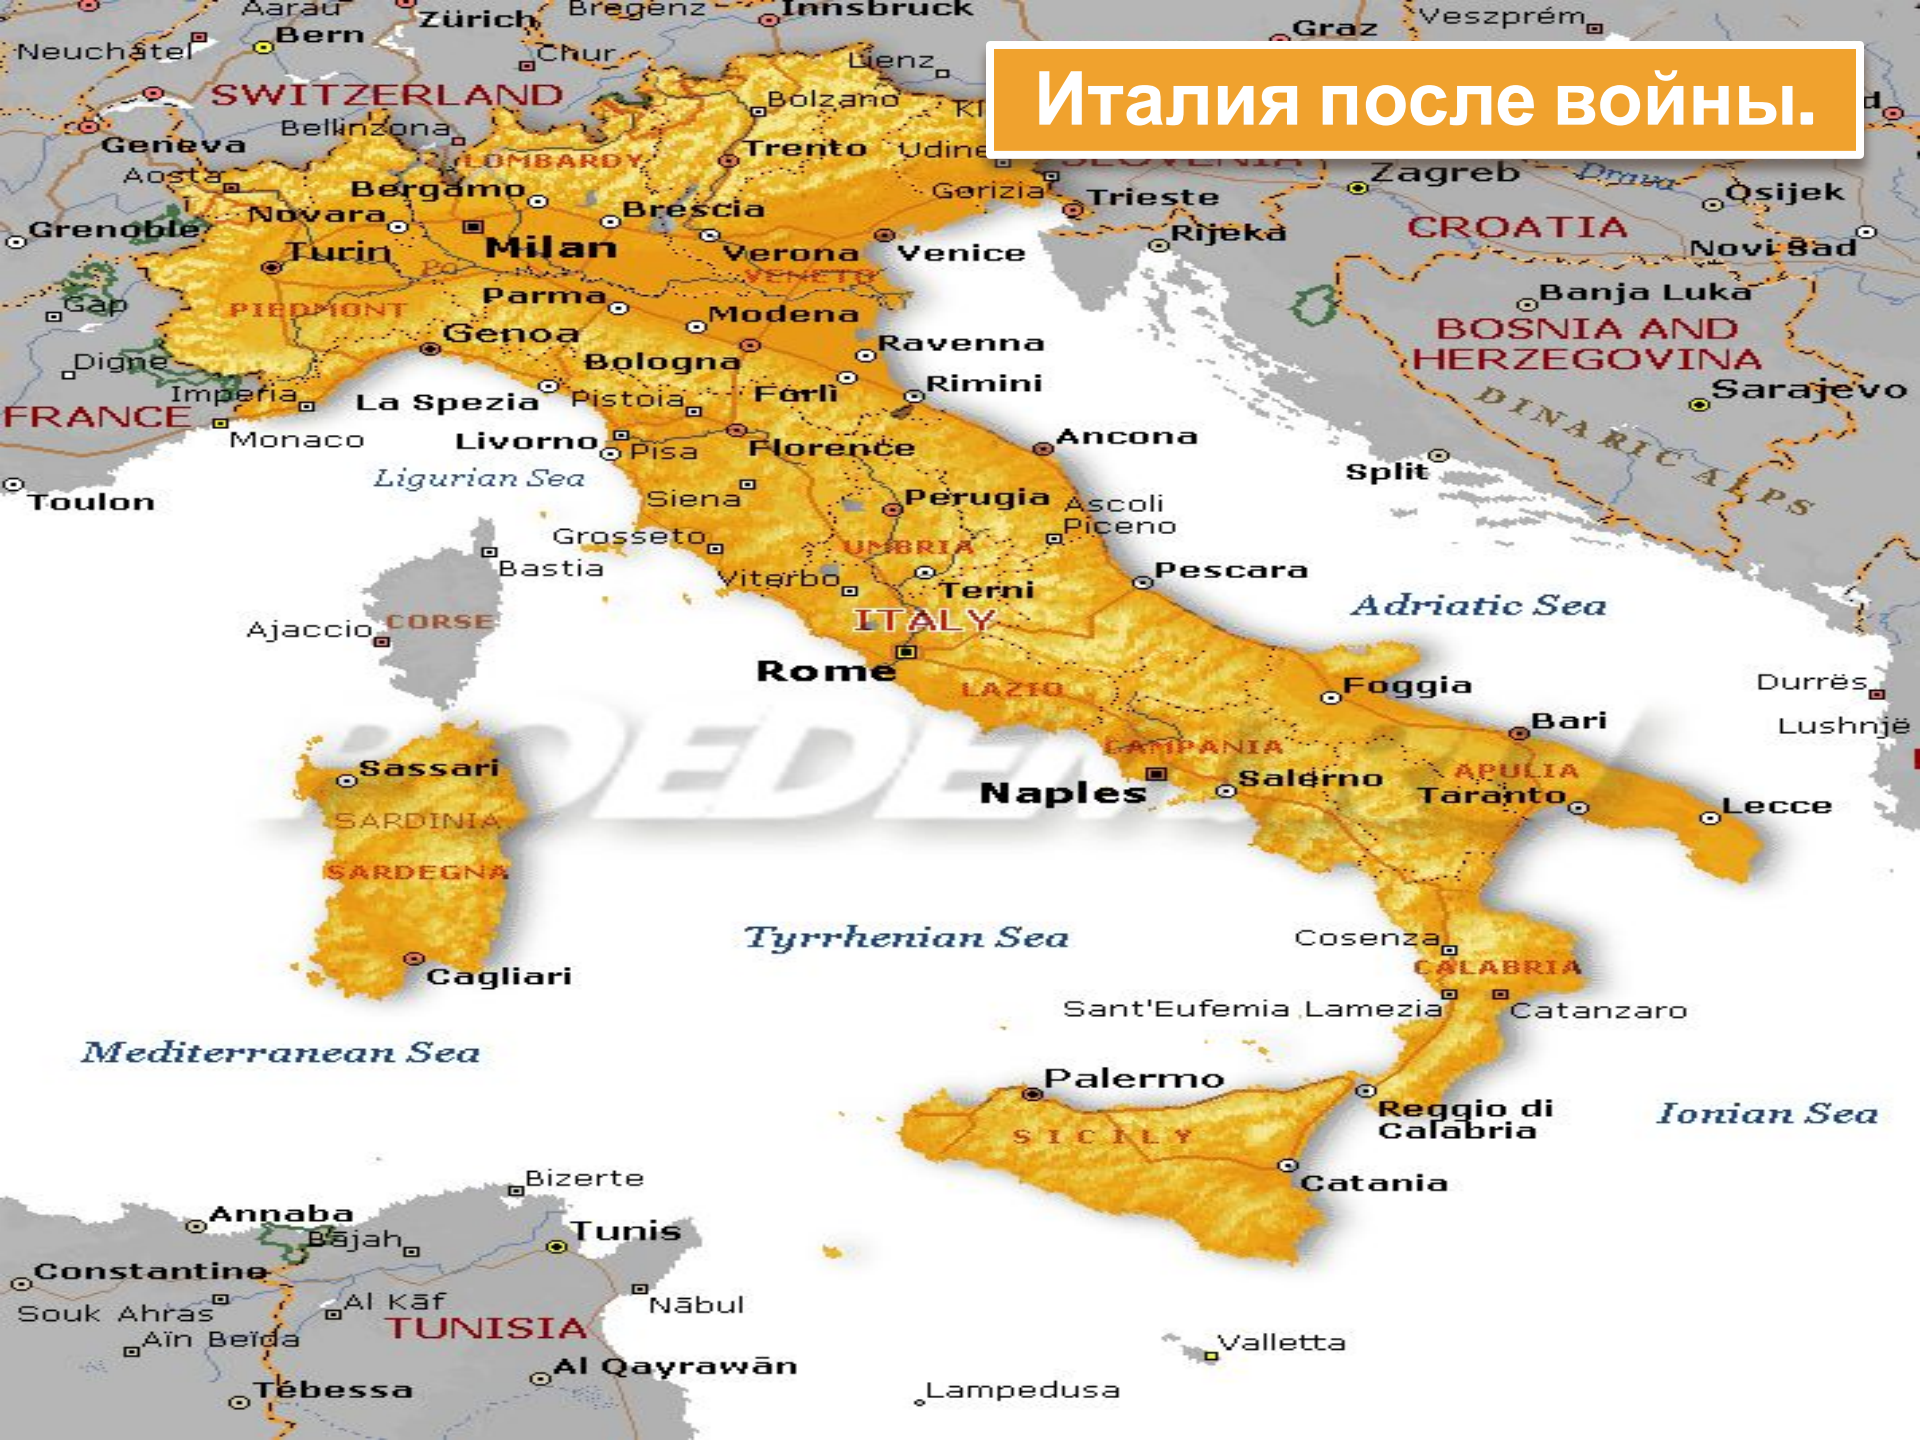 Aarau
Zürich
Bregenz
Innsbruck
Veszprém
Graz
Bern
Neuchâtel
Chur
Lienz
Италия после войны.
SWITZERLAND
Bolzano
Bellinzona
Geneva
LOMBARDY
Trento
Udine
SLOVENIA
Aosta
Bergamo
Gorizia
Trieste
Zagreb
Drava
Osijek
Novara
Brescia
Grenoble
Turin
Milan
Verona
Venice
Rijeka
CROATIA
Novi Sad
Po
VENETO
Gap
PIEDMONT
Parma
Modena
Banja Luka
Genoa
Ravenna
BOSNIA AND
HERZEGOVINA
Digne
Bologna
Imperia
La Spezia
Pistoia
Forlì
Rimini
Sarajevo
FRANCE
Monaco
Livorno
Pisa
Florence
Ancona
DINARIC ALPS
Ligurian Sea
Split
Toulon
Siena
Perugia
Ascoli
Piceno
Grosseto
UMBRIA
Bastia
Viterbo
Terni
Pescara
Ajaccio
CORSE
ITALY
Adriatic Sea
Rome
LAZIO
Foggia
Durrës
Bari
Lushnjë
CAMPANIA
Sassari
Naples
Salerno
APULIA
Taranto
Lecce
SARDINIA
SARDEGNA
Tyrrhenian Sea
Cosenza
CALABRIA
Cagliari
Sant'Eufemia Lamezia
Catanzaro
Mediterranean Sea
Palermo
Reggio di
Calabria
Ionian Sea
SICILY
Bizerte
Catania
Annaba
Bājah
Tunis
Constantine
Souk Ahras
Al Kāf
Nābul
Aïn Beïda
TUNISIA
Valletta
Al Qayrawān
Tébessa
Lampedusa